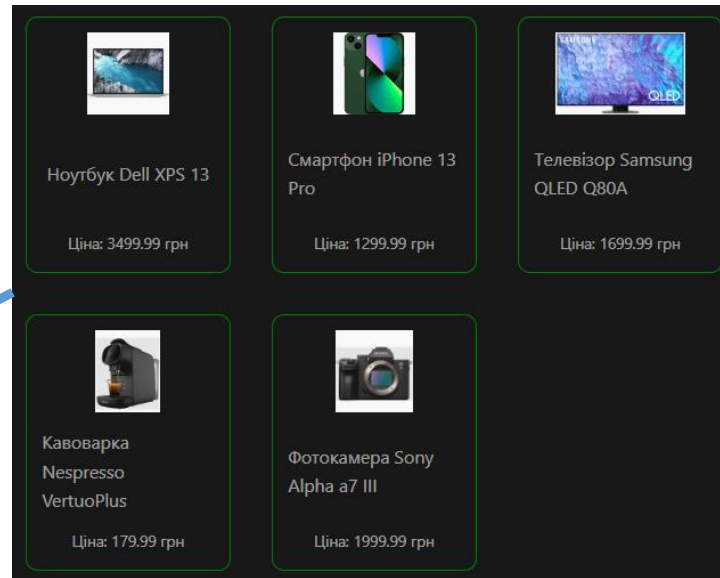 SAMSUNG
QLED
Ноутбук Dell XPS 13
Ціна: 3499.99 грн
Смартфон iPhone 13
Pro
Ціна: 1299.99 грн
Телевізор Samsung
QLED Q80A
Ціна: 1699.99 грн
Кавоварка
Nespresso
VertuoPlus
Ціна: 179.99 грн
Фотокамера Sony
Alpha a7 III
Ціна: 1999.99 грн